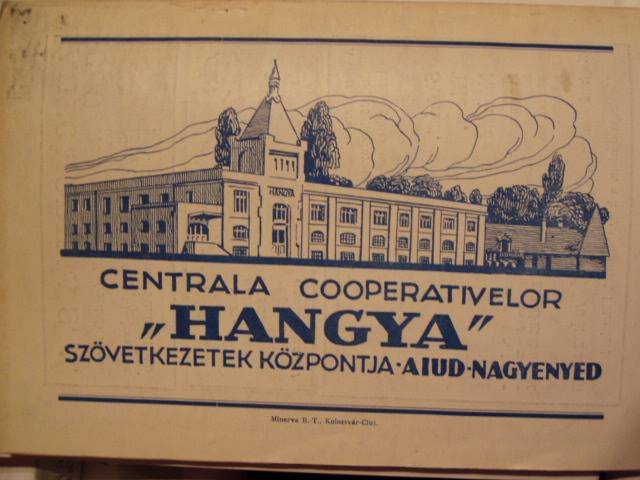 HANGYA
CENTRALA COOPERATIVELOR
„HANGYA”
SZÖVETKEZETEK KÖZPONTJA·AIUD·NAGYENYED
Minerva R.-T., Kolozsvár-Cluj.